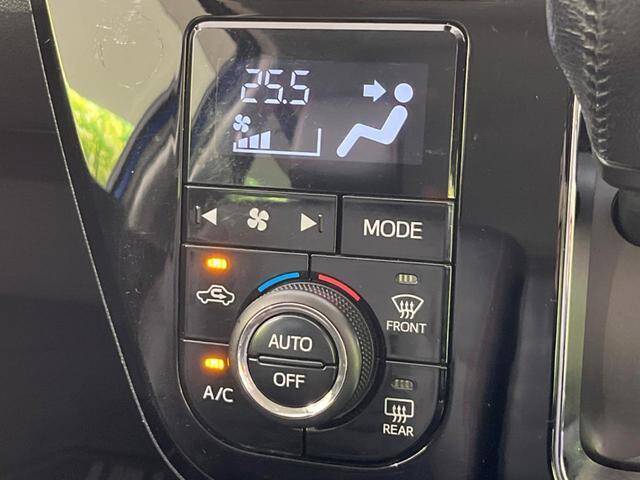 25.5
MODE
FRONT
AUTO
OFF
A/C
REAR